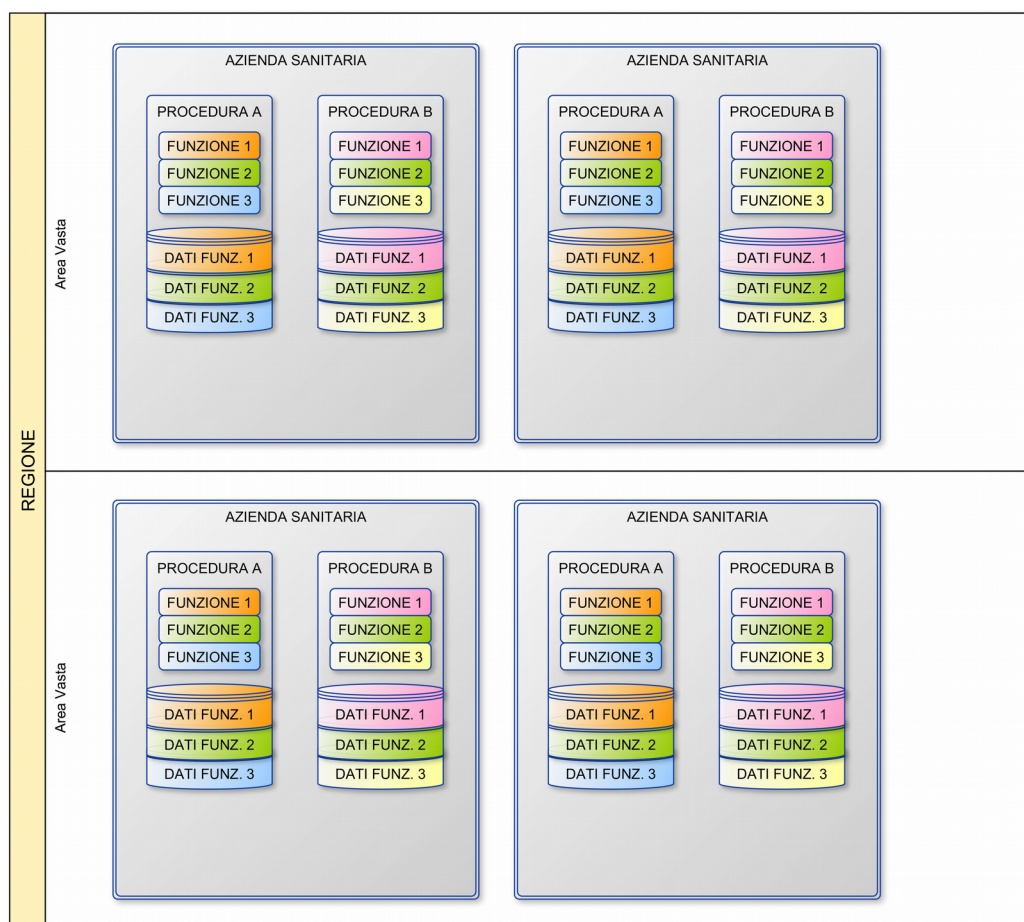 REGIONE
Area Vasta
AZIENDA SANITARIA
PROCEDURA A
FUNZIONE 1
FUNZIONE 2
FUNZIONE 3
DATI FUNZ. 1
DATI FUNZ. 2
DATI FUNZ. 3
PROCEDURA B
FUNZIONE 1
FUNZIONE 2
FUNZIONE 3
DATI FUNZ. 1
DATI FUNZ. 2
DATI FUNZ. 3
AZIENDA SANITARIA
PROCEDURA A
FUNZIONE 1
FUNZIONE 2
FUNZIONE 3
DATI FUNZ. 1
DATI FUNZ. 2
DATI FUNZ. 3
PROCEDURA B
FUNZIONE 1
FUNZIONE 2
FUNZIONE 3
DATI FUNZ. 1
DATI FUNZ. 2
DATI FUNZ. 3
Area Vasta
AZIENDA SANITARIA
PROCEDURA A
FUNZIONE 1
FUNZIONE 2
FUNZIONE 3
DATI FUNZ. 1
DATI FUNZ. 2
DATI FUNZ. 3
PROCEDURA B
FUNZIONE 1
FUNZIONE 2
FUNZIONE 3
DATI FUNZ. 1
DATI FUNZ. 2
DATI FUNZ. 3
AZIENDA SANITARIA
PROCEDURA A
FUNZIONE 1
FUNZIONE 2
FUNZIONE 3
DATI FUNZ. 1
DATI FUNZ. 2
DATI FUNZ. 3
PROCEDURA B
FUNZIONE 1
FUNZIONE 2
FUNZIONE 3
DATI FUNZ. 1
DATI FUNZ. 2
DATI FUNZ. 3